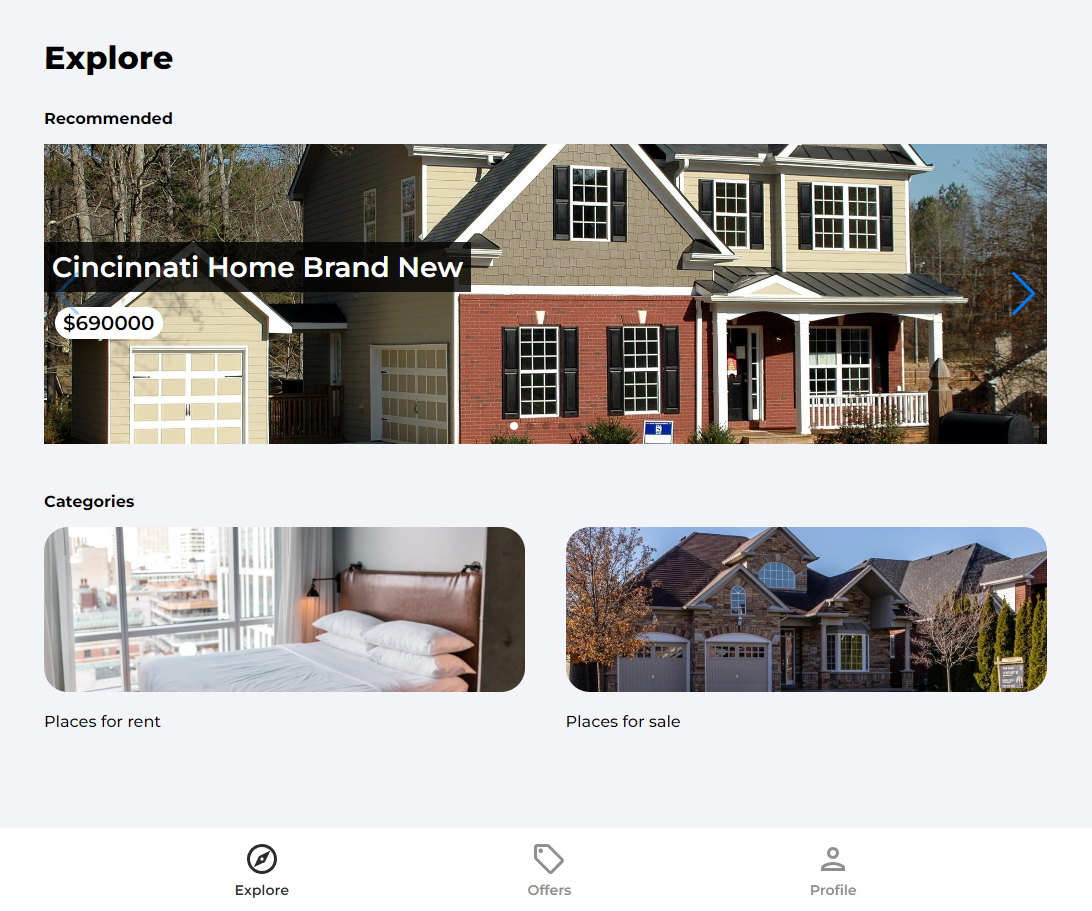 Explore
Recommended
Cincinnati Home Brand New
$690000
Categories
Places for rent
Places for sale
Explore
Offers
Profile